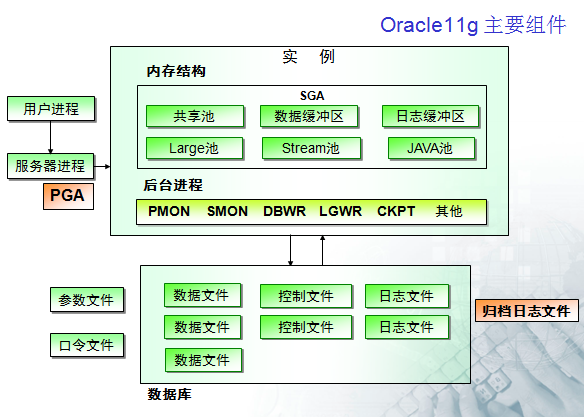 Oracle11g 主要组件
实 例
内存结构
SGA
共享池 数据缓冲区 日志缓冲区
Large池 Stream池 JAVA池
用户进程
服务器进程
PGA
后台进程
PMON SMON DBWR LGWR CKPT 其他
参数文件
口令文件
数据文件 控制文件 日志文件
数据文件 控制文件 日志文件
数据文件
归档日志文件
数据库